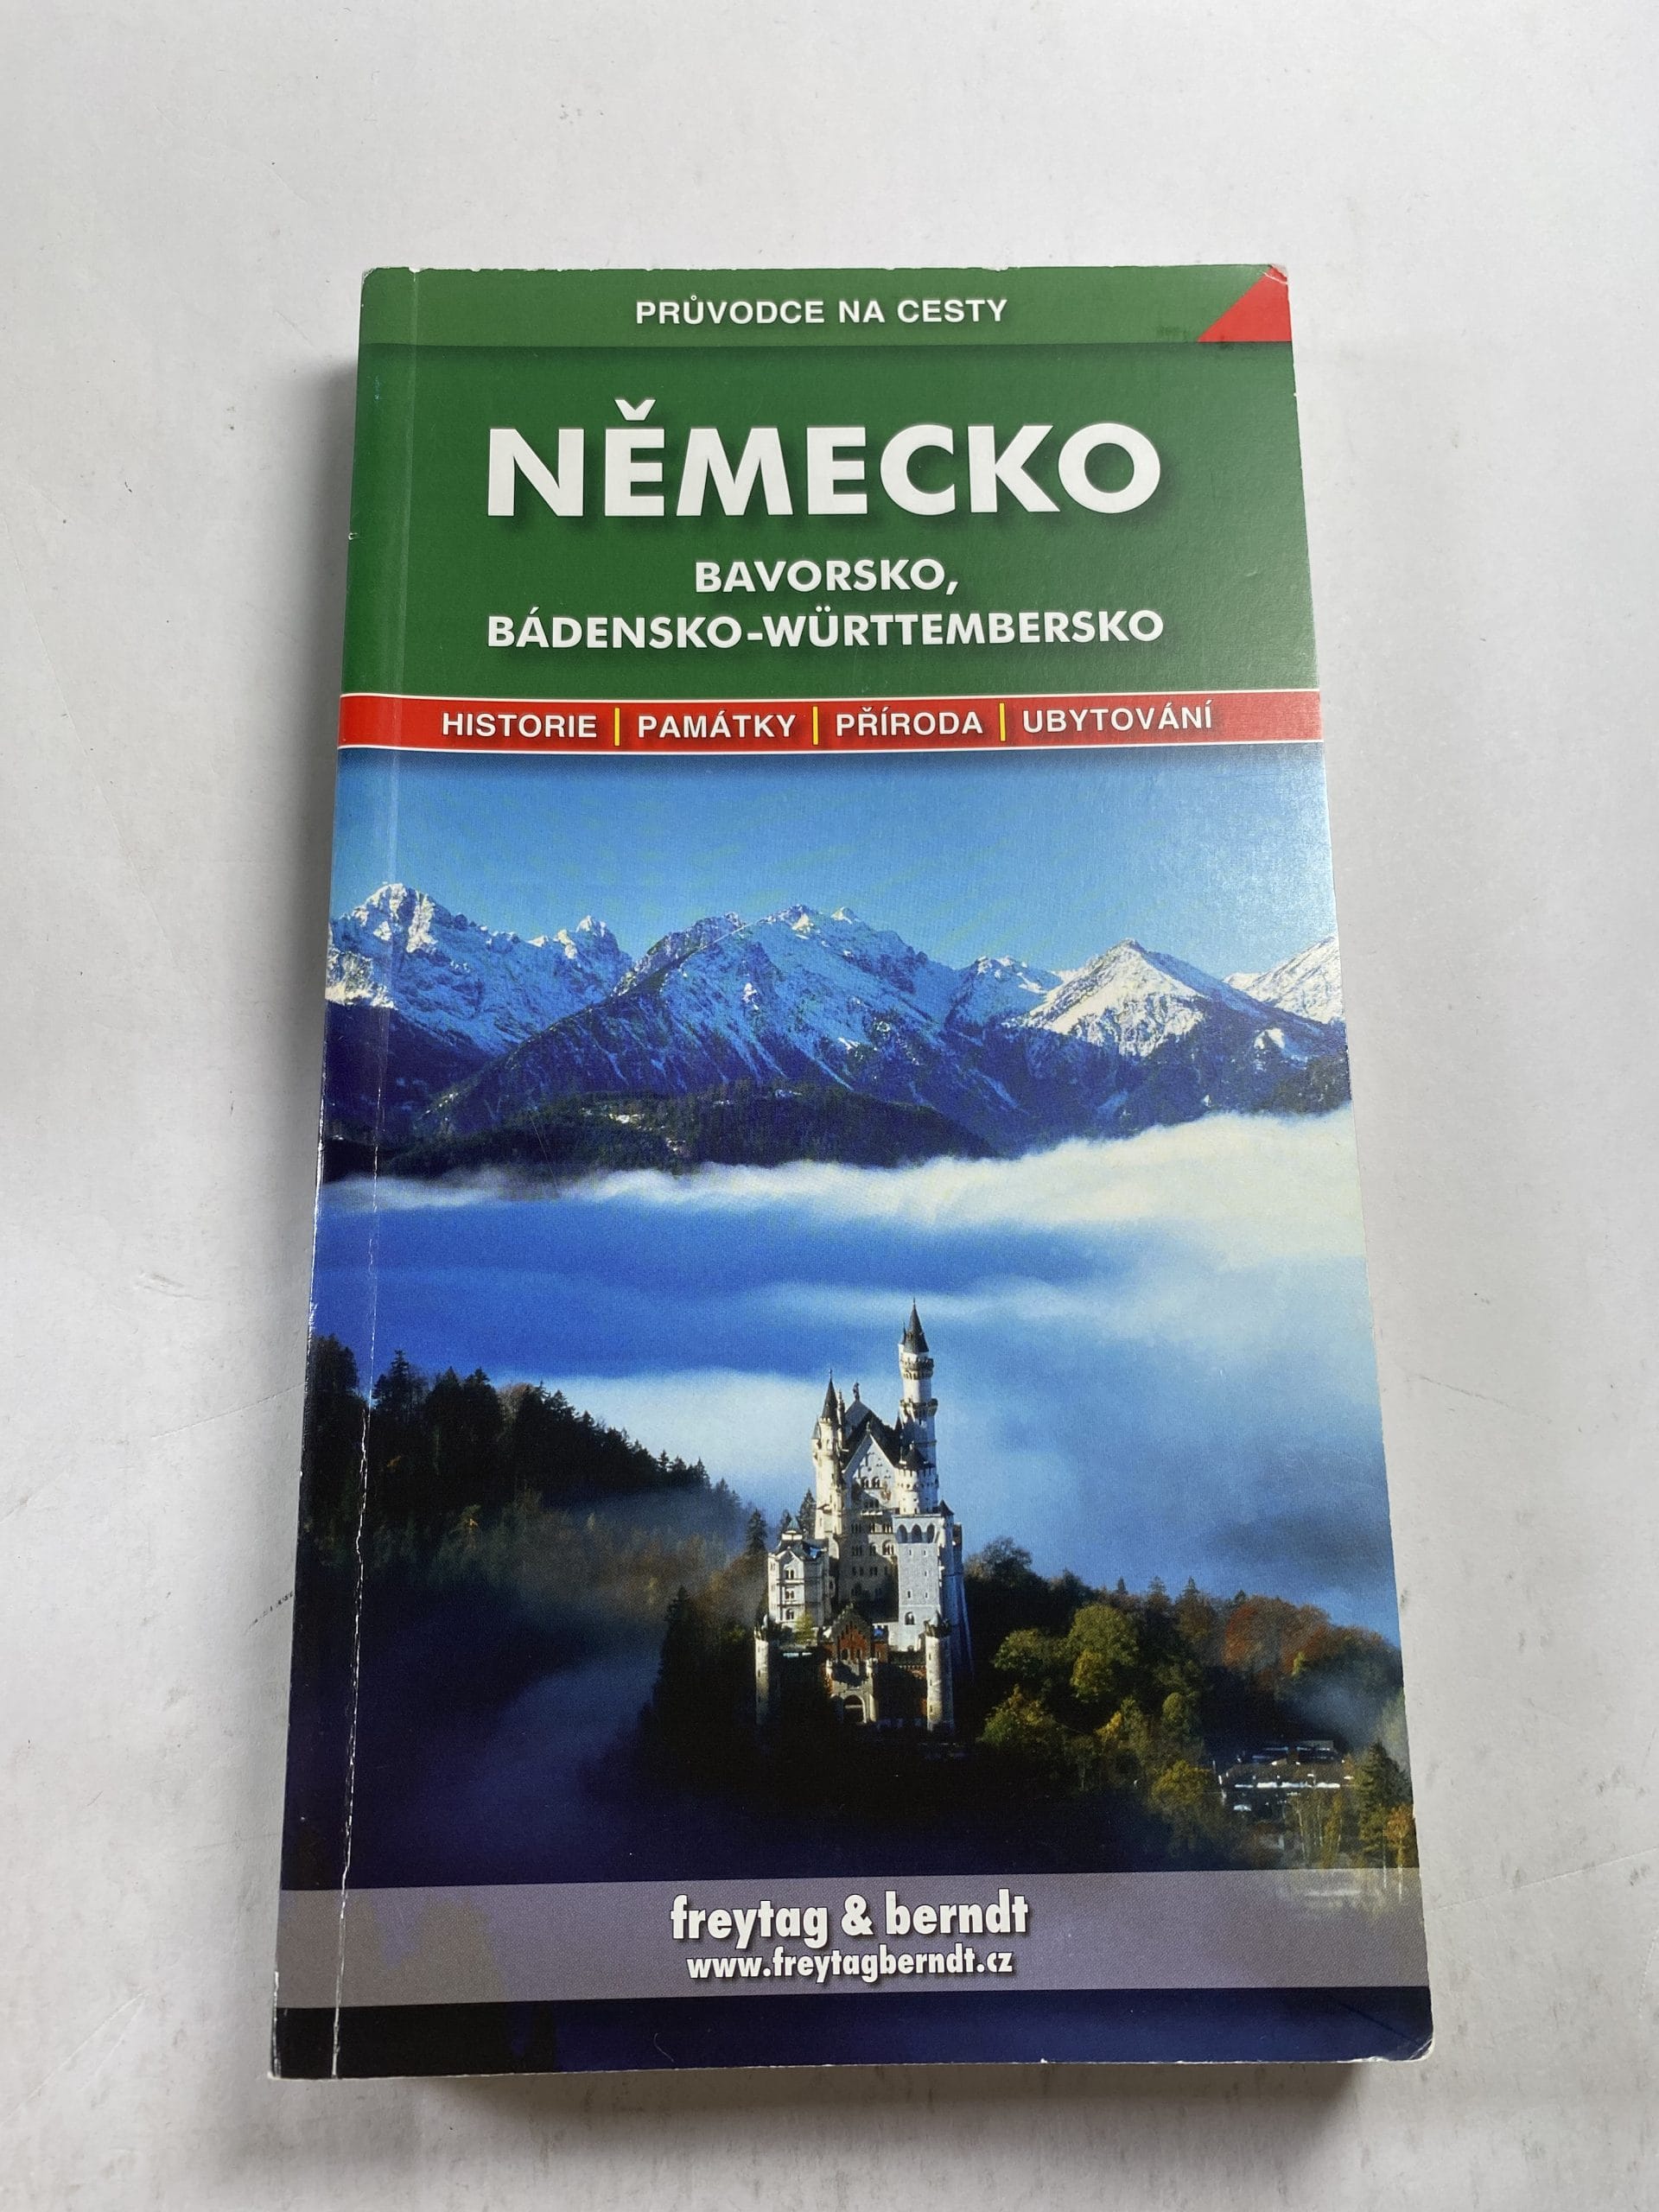 PRŮVODCE NA CESTY
NĚMECKO
BAVORSKO,
BÁDENSKO-WÜRTTEMBERSKO
HISTORIE | PAMÁTKY | PŘÍRODA | UBYTOVÁNÍ
freytag & berndt
www.freytagberndt.cz